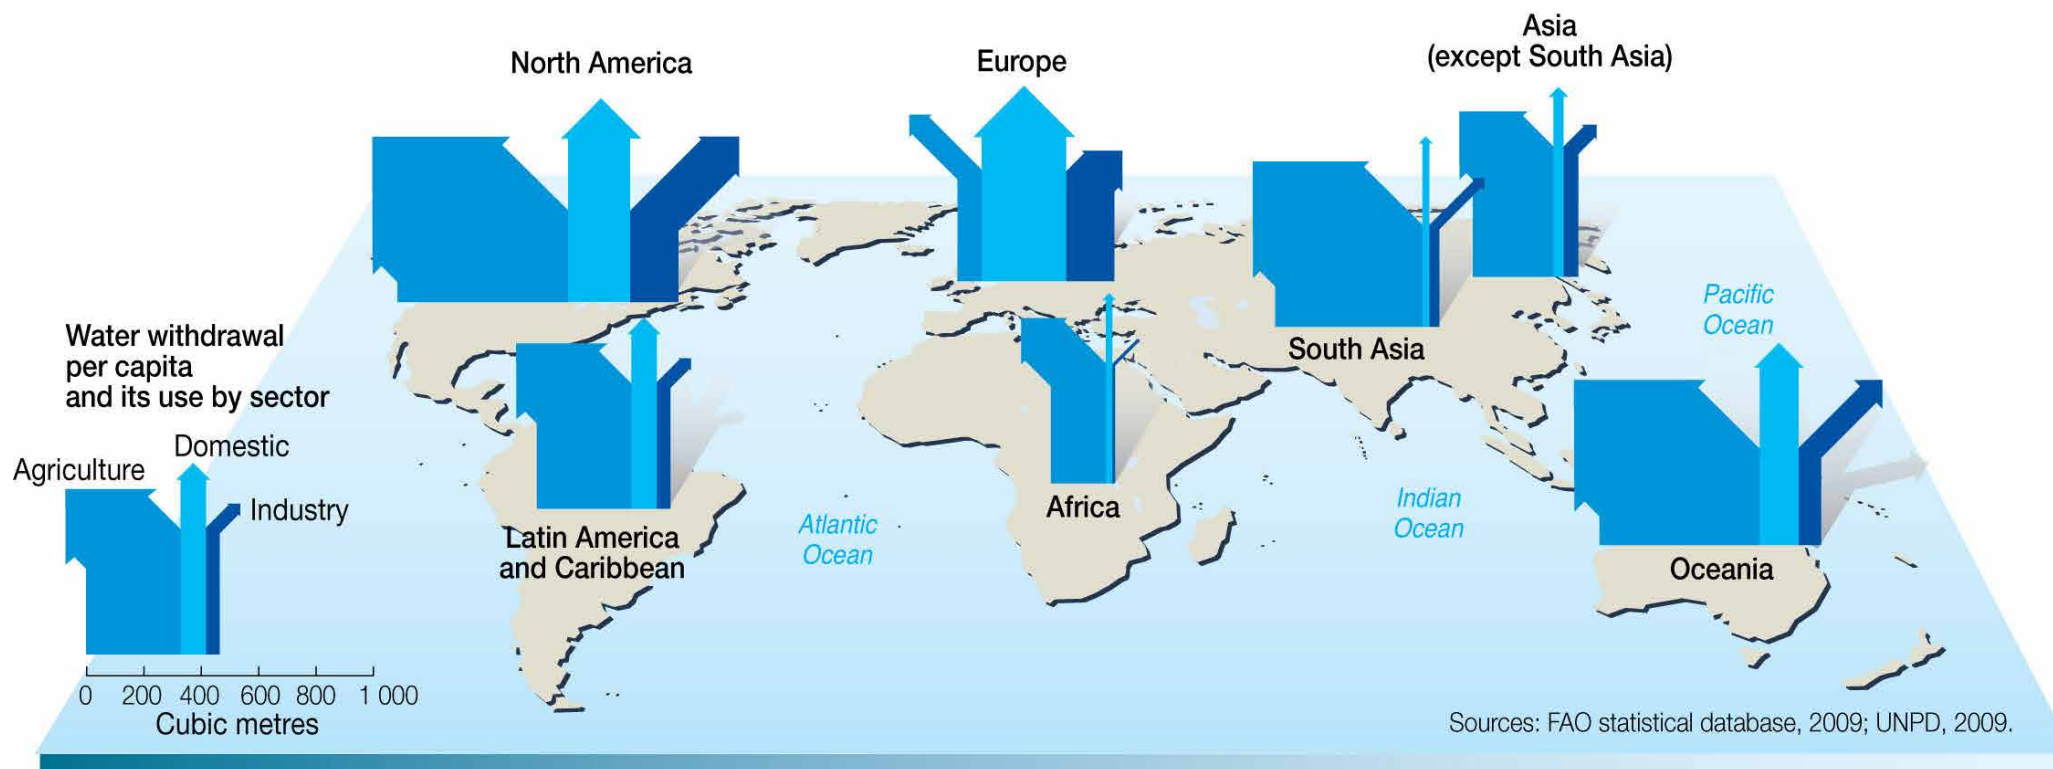 North America
Europe
Asia
(except South Asia)
Pacific
Ocean
Water withdrawal
per capita
and its use by sector
South Asia
Domestic
Agriculture
Industry
Latin America
and Caribbean
Atlantic
Ocean
Africa
Indian
Ocean
Oceania
0 200 400 600 800 1 000
Cubic metres
Sources: FAO statistical database, 2009; UNPD, 2009.